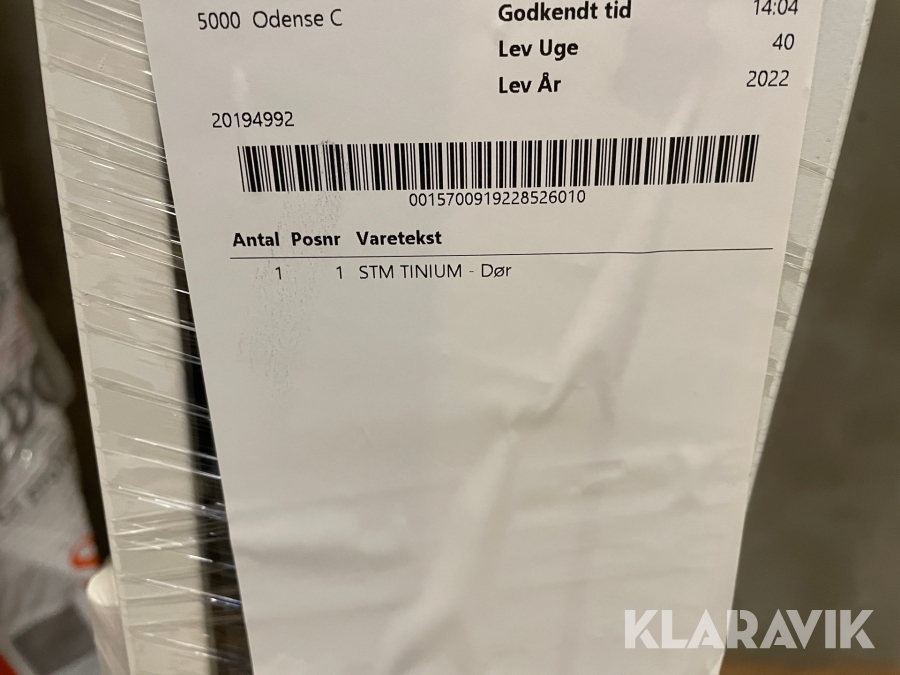 5000 Odense C
Godkendt tid 14:04
Lev Uge 40
Lev År 2022
20194992
0015700919228526010
Antal Posnr Varetekst
1 1 STM TINIUM - Dør
KLARAVIK